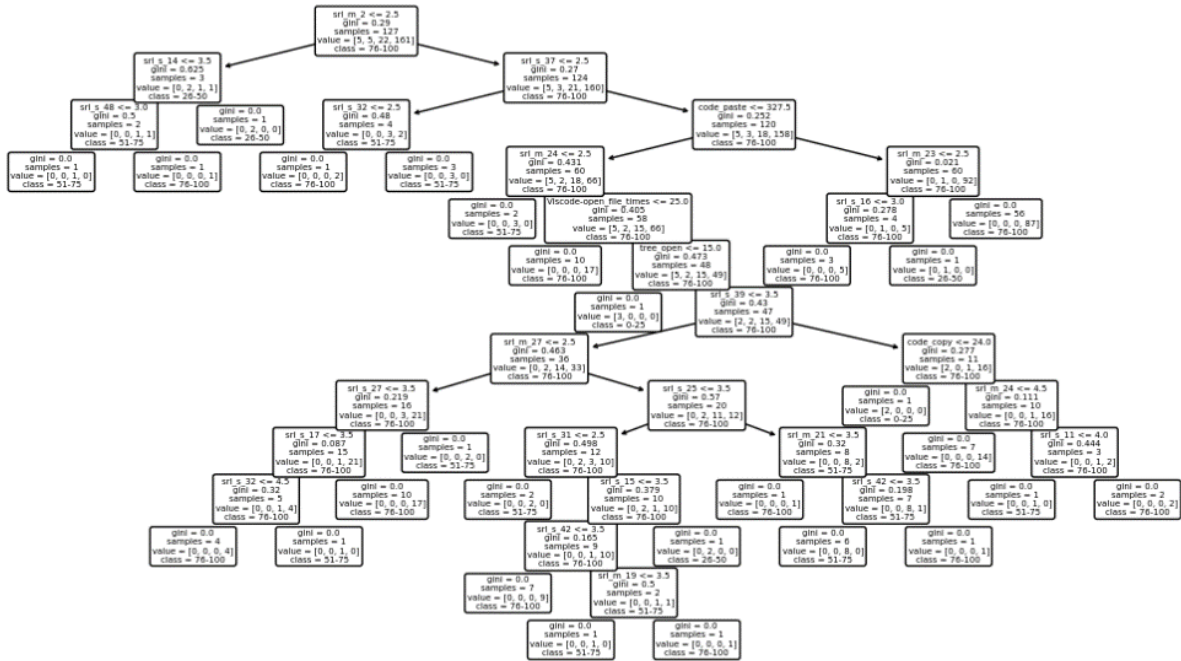 srl_m_2 <= 2.5
gini = 0.29
samples = 127
value = [5, 5, 22, 161]
class = 76-100
srl_s_14 <= 3.5
gini = 0.625
samples = 3
value = [0, 2, 1, 1]
class = 26-50
srl_s_37 <= 2.5
gini = 0.27
samples = 124
value = [5, 3, 21, 160]
class = 76-100
srl_s_48 <= 3.0
gini = 0.5
samples = 2
value = [0, 0, 1, 1]
class = 51-75
gini = 0.0
samples = 1
value = [0, 2, 0, 0]
class = 26-50
srl_s_32 <= 2.5
gini = 0.48
samples = 4
value = [0, 0, 3, 2]
class = 51-75
code_paste <= 327.5
gini = 0.252
samples = 120
value = [5, 3, 18, 158]
class = 76-100
gini = 0.0
samples = 1
value = [0, 0, 1, 0]
class = 51-75
gini = 0.0
samples = 1
value = [0, 0, 0, 1]
class = 76-100
gini = 0.0
samples = 1
value = [0, 0, 0, 2]
class = 76-100
gini = 0.0
samples = 3
value = [0, 0, 3, 0]
class = 51-75
srl_m_24 <= 2.5
gini = 0.431
samples = 60
value = [5, 2, 18, 66]
class = 76-100
srl_m_23 <= 2.5
gini = 0.021
samples = 60
value = [0, 1, 0, 92]
class = 76-100
gini = 0.0
samples = 2
value = [0, 0, 3, 0]
class = 51-75
Viscode-open_file_times <= 25.0
gini = 0.405
samples = 58
value = [5, 2, 15, 66]
class = 76-100
srl_s_16 <= 3.0
gini = 0.278
samples = 4
value = [0, 1, 0, 5]
class = 76-100
gini = 0.0
samples = 56
value = [0, 0, 0, 87]
class = 76-100
gini = 0.0
samples = 10
value = [0, 0, 0, 17]
class = 76-100
tree_open <= 15.0
gini = 0.473
samples = 48
value = [5, 2, 15, 49]
class = 76-100
gini = 0.0
samples = 3
value = [0, 0, 0, 5]
class = 76-100
gini = 0.0
samples = 1
value = [0, 1, 0, 0]
class = 26-50
gini = 0.0
samples = 1
value = [3, 0, 0, 0]
class = 0-25
srl_s_39 <= 3.5
gini = 0.43
samples = 47
value = [2, 2, 15, 49]
class = 76-100
srl_m_27 <= 2.5
gini = 0.463
samples = 36
value = [0, 2, 14, 33]
class = 76-100
code_copy <= 24.0
gini = 0.277
samples = 11
value = [2, 0, 1, 16]
class = 76-100
srl_s_27 <= 3.5
gini = 0.219
samples = 16
value = [0, 0, 3, 21]
class = 76-100
srl_s_25 <= 3.5
gini = 0.57
samples = 20
value = [0, 2, 11, 12]
class = 76-100
gini = 0.0
samples = 1
value = [2, 0, 0, 0]
class = 0-25
srl_m_24 <= 4.5
gini = 0.111
samples = 10
value = [0, 0, 1, 16]
class = 76-100
srl_s_17 <= 3.5
gini = 0.087
samples = 15
value = [0, 0, 1, 21]
class = 76-100
gini = 0.0
samples = 1
value = [0, 0, 2, 0]
class = 51-75
srl_s_31 <= 2.5
gini = 0.498
samples = 12
value = [0, 2, 3, 10]
class = 76-100
srl_m_21 <= 3.5
gini = 0.32
samples = 8
value = [0, 0, 8, 2]
class = 51-75
gini = 0.0
samples = 7
value = [0, 0, 0, 14]
class = 76-100
srl_s_11 <= 4.0
gini = 0.444
samples = 3
value = [0, 0, 1, 2]
class = 76-100
srl_s_32 <= 4.5
gini = 0.32
samples = 5
value = [0, 0, 1, 4]
class = 76-100
gini = 0.0
samples = 10
value = [0, 0, 0, 17]
class = 76-100
gini = 0.0
samples = 2
value = [0, 0, 2, 0]
class = 51-75
srl_s_15 <= 3.5
gini = 0.379
samples = 10
value = [0, 2, 1, 10]
class = 76-100
gini = 0.0
samples = 1
value = [0, 0, 0, 1]
class = 76-100
srl_s_42 <= 3.5
gini = 0.198
samples = 7
value = [0, 0, 8, 1]
class = 51-75
gini = 0.0
samples = 1
value = [0, 0, 1, 0]
class = 51-75
gini = 0.0
samples = 2
value = [0, 0, 0, 2]
class = 76-100
gini = 0.0
samples = 4
value = [0, 0, 0, 4]
class = 76-100
gini = 0.0
samples = 1
value = [0, 0, 1, 0]
class = 51-75
srl_s_42 <= 3.5
gini = 0.165
samples = 9
value = [0, 0, 1, 10]
class = 76-100
gini = 0.0
samples = 1
value = [0, 2, 0, 0]
class = 26-50
gini = 0.0
samples = 6
value = [0, 0, 8, 0]
class = 51-75
gini = 0.0
samples = 1
value = [0, 0, 0, 1]
class = 76-100
gini = 0.0
samples = 7
value = [0, 0, 0, 9]
class = 76-100
srl_m_19 <= 3.5
gini = 0.5
samples = 2
value = [0, 0, 1, 1]
class = 51-75
gini = 0.0
samples = 1
value = [0, 0, 1, 0]
class = 51-75
gini = 0.0
samples = 1
value = [0, 0, 0, 1]
class = 76-100